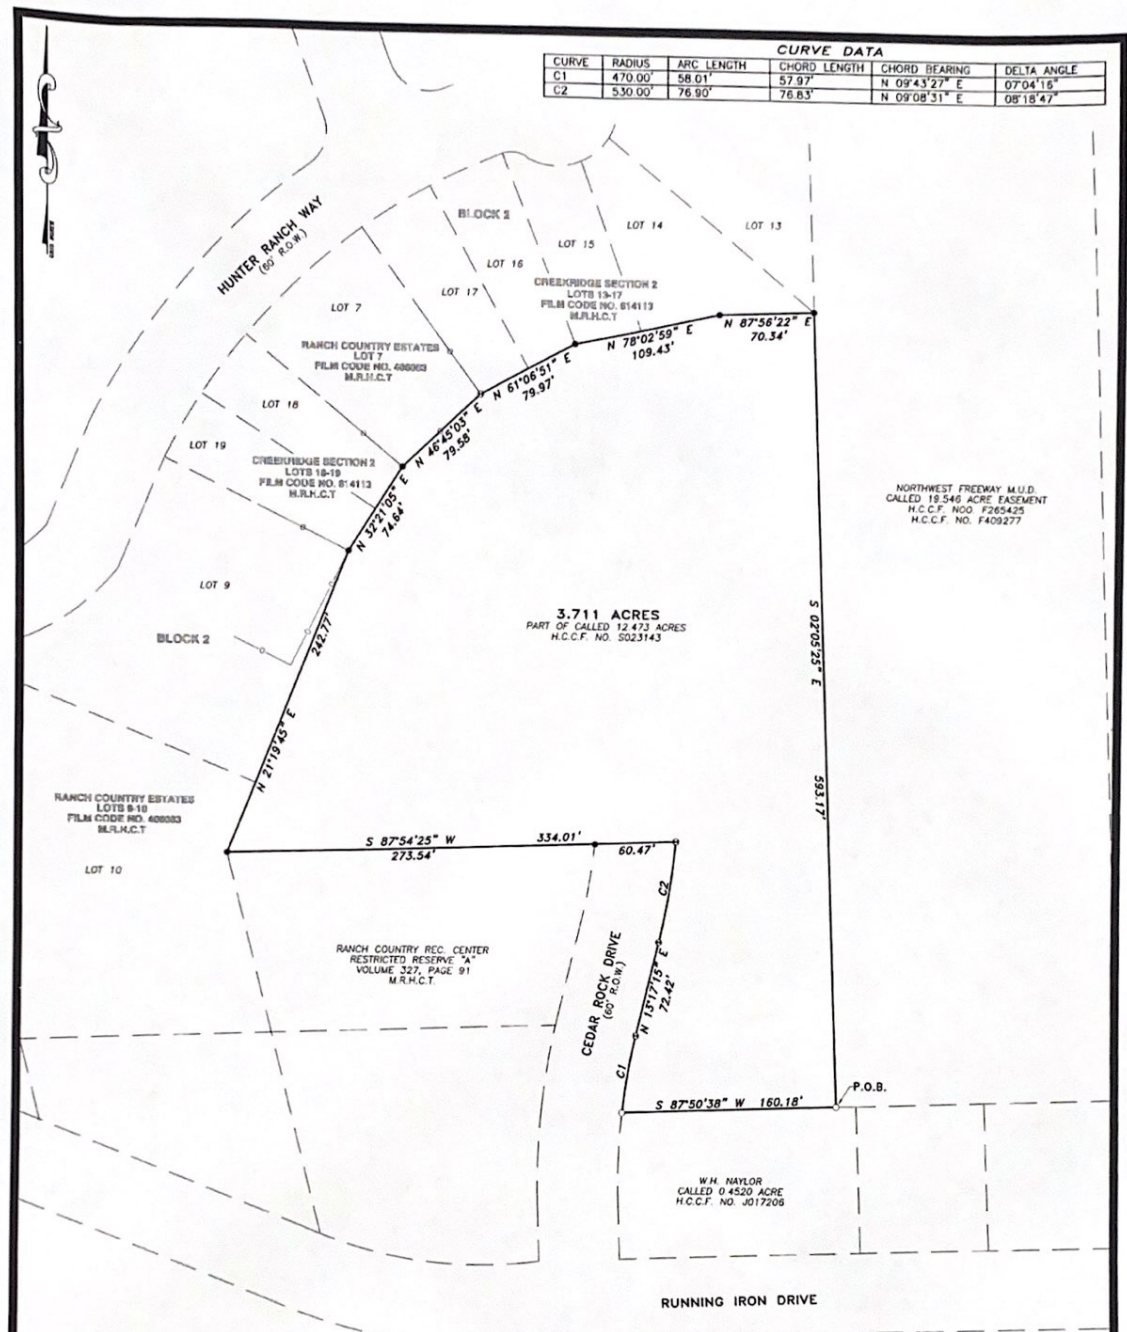 CURVE DATA
CURVE RADIUS ARC LENGTH CHORD LENGTH CHORD BEARING DELTA ANGLE
C1 470.00' 58.01' 57.97' N 09°43'27" E 07°04'16"
C2 530.00' 76.90' 76.83' N 09°08'31" E 08°18'47"
HUNTER RANCH WAY
(60' R.O.W.)
BLOCK 2
LOT 13
LOT 14
LOT 15
LOT 16
LOT 17
CREEKRIDGE SECTION 2
LOTS 13-17
FILM CODE NO. 614113
M.R.H.C.T
LOT 7
RANCH COUNTRY ESTATES
LOT 7
FILM CODE NO. 406083
M.R.H.C.T
N 87°56'22" E
70.34'
N 78°02'59" E
109.43'
N 61°06'51" E
79.97'
N 46°45'03" E
79.58'
LOT 18
LOT 19
CREEKRIDGE SECTION 2
LOTS 18-19
FILM CODE NO. 614113
M.R.H.C.T
N 32°21'05" E
74.64'
NORTHWEST FREEWAY M.U.D.
CALLED 19.546 ACRE EASEMENT
H.C.C.F. NOO. F265425
H.C.C.F. NO. F409277
LOT 9
BLOCK 2
3.711 ACRES
PART OF CALLED 12.473 ACRES
H.C.C.F. NO. S023143
S 02°05'25" E
593.17'
N 21°19'45" E
242.77'
RANCH COUNTRY ESTATES
LOTS 9-10
FILM CODE NO. 406083
M.R.H.C.T
LOT 10
S 87°54'25" W 334.01'
273.54' 60.47'
C2
RANCH COUNTRY REC. CENTER
RESTRICTED RESERVE "A"
VOLUME 327, PAGE 91
M.R.H.C.T.
CEDAR ROCK DRIVE
(60' R.O.W.)
N 13°17'15" E
72.42'
C1
P.O.B.
S 87°50'38" W 160.18'
W.H. NAYLOR
CALLED 0.4520 ACRE
H.C.C.F. NO. J017206
RUNNING IRON DRIVE